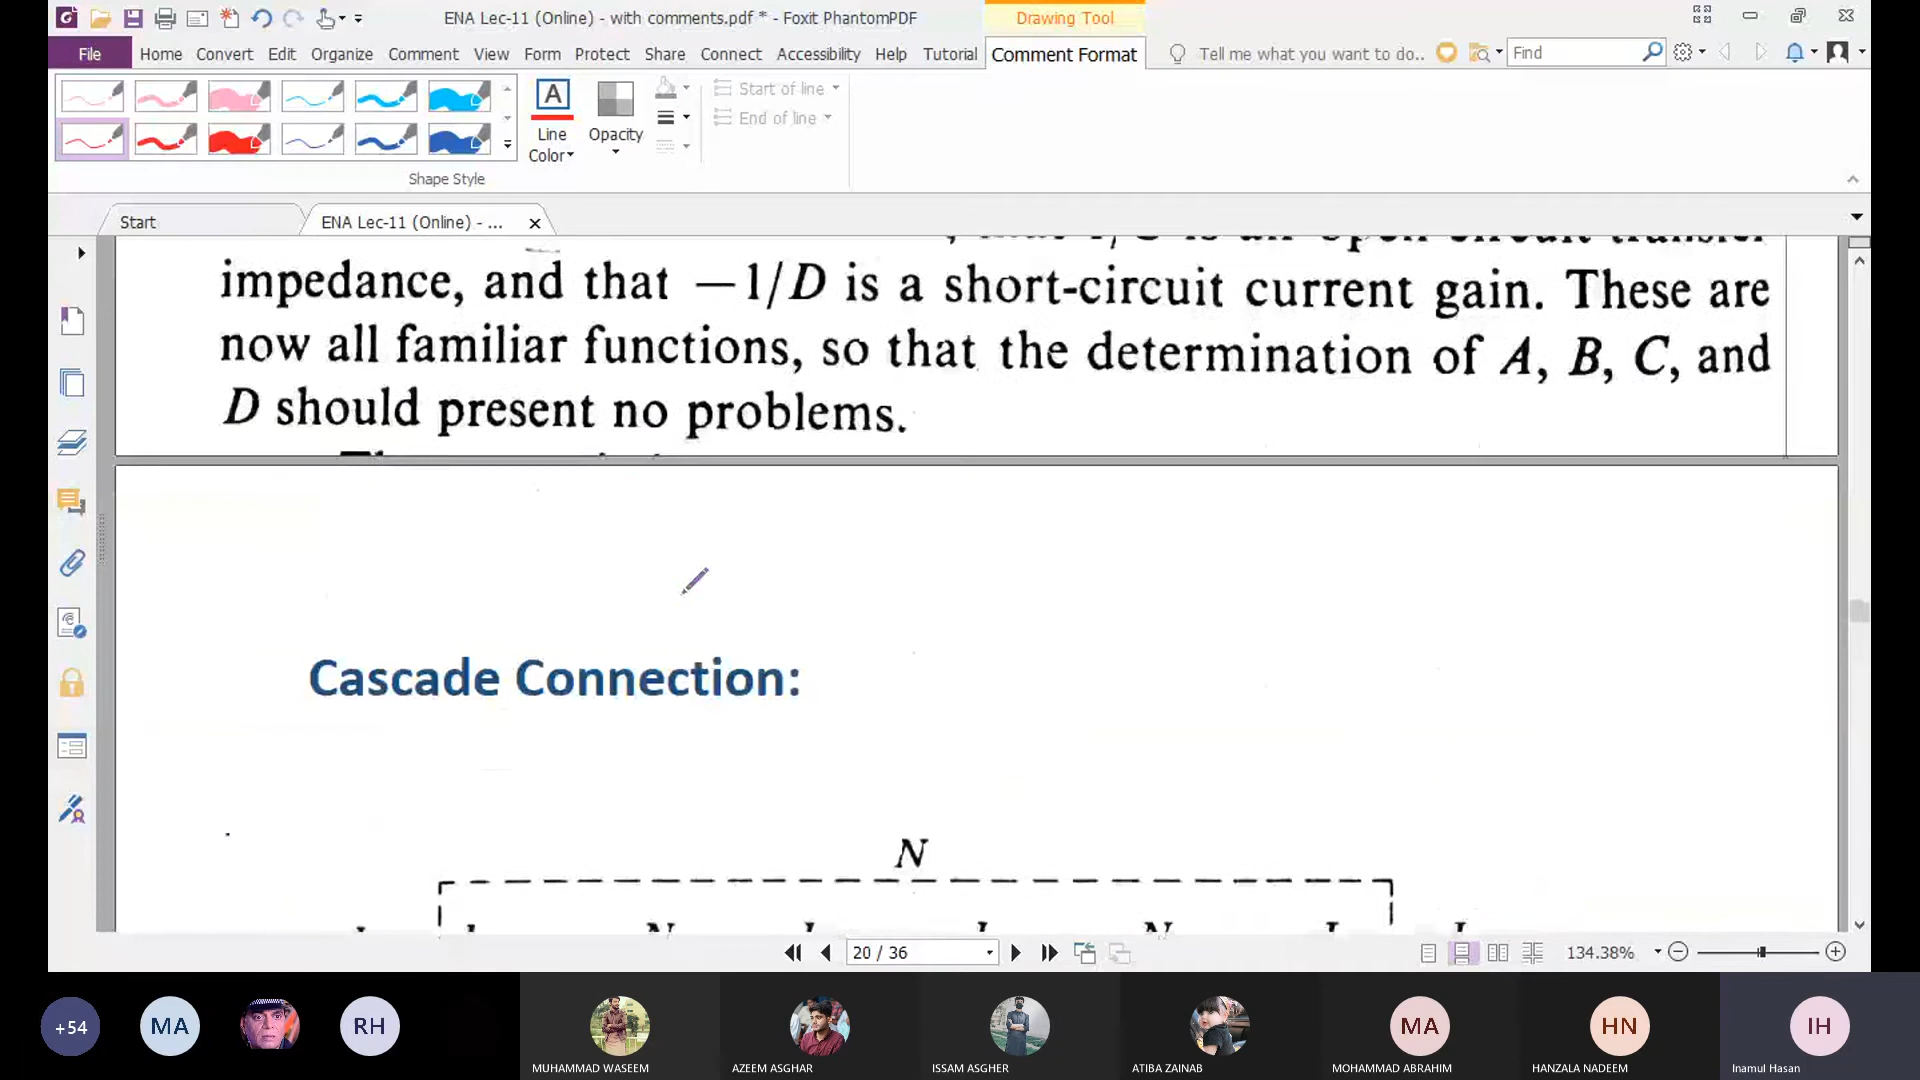 ENA Lec-11 (Online) - with comments.pdf * - Foxit PhantomPDF
Drawing Tool
File Home Convert Edit Organize Comment View Form Protect Share Connect Accessibility Help Tutorial Comment Format Tell me what you want to do.. Find
A
Line Color
Opacity
Start of line
End of line
Shape Style
Start
ENA Lec-11 (Online) - ...
impedance, and that —1/D is a short-circuit current gain. These are
now all familiar functions, so that the determination of A, B, C, and
D should present no problems.
Cascade Connection:
N
20 / 36
134.38%
+54
MA
RH
MA
HN
IH
MUHAMMAD WASEEM
AZEEM ASGHAR
ISSAM ASGHER
ATIBA ZAINAB
MOHAMMAD ABRAHIM
HANZALA NADEEM
Inamul Hasan